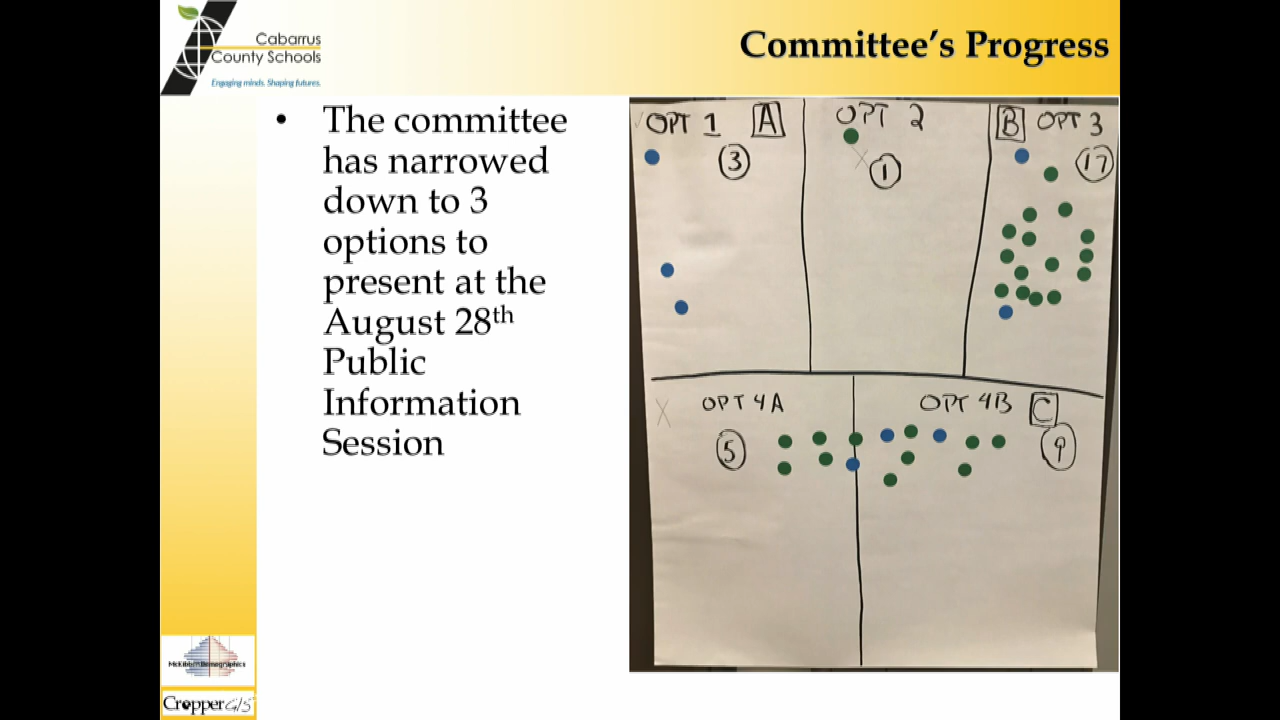 Cabarrus
County Schools
Engaging minds. Shaping futures.
Committee's Progress
• The committee
has narrowed
down to 3
options to
present at the
August 28th
Public
Information
Session
OPT 1 A
3
OPT 2
X
1
B OPT 3
17
X OPT 4A
5
OPT 4B C
9
McKibben Demographics
CropperGIS